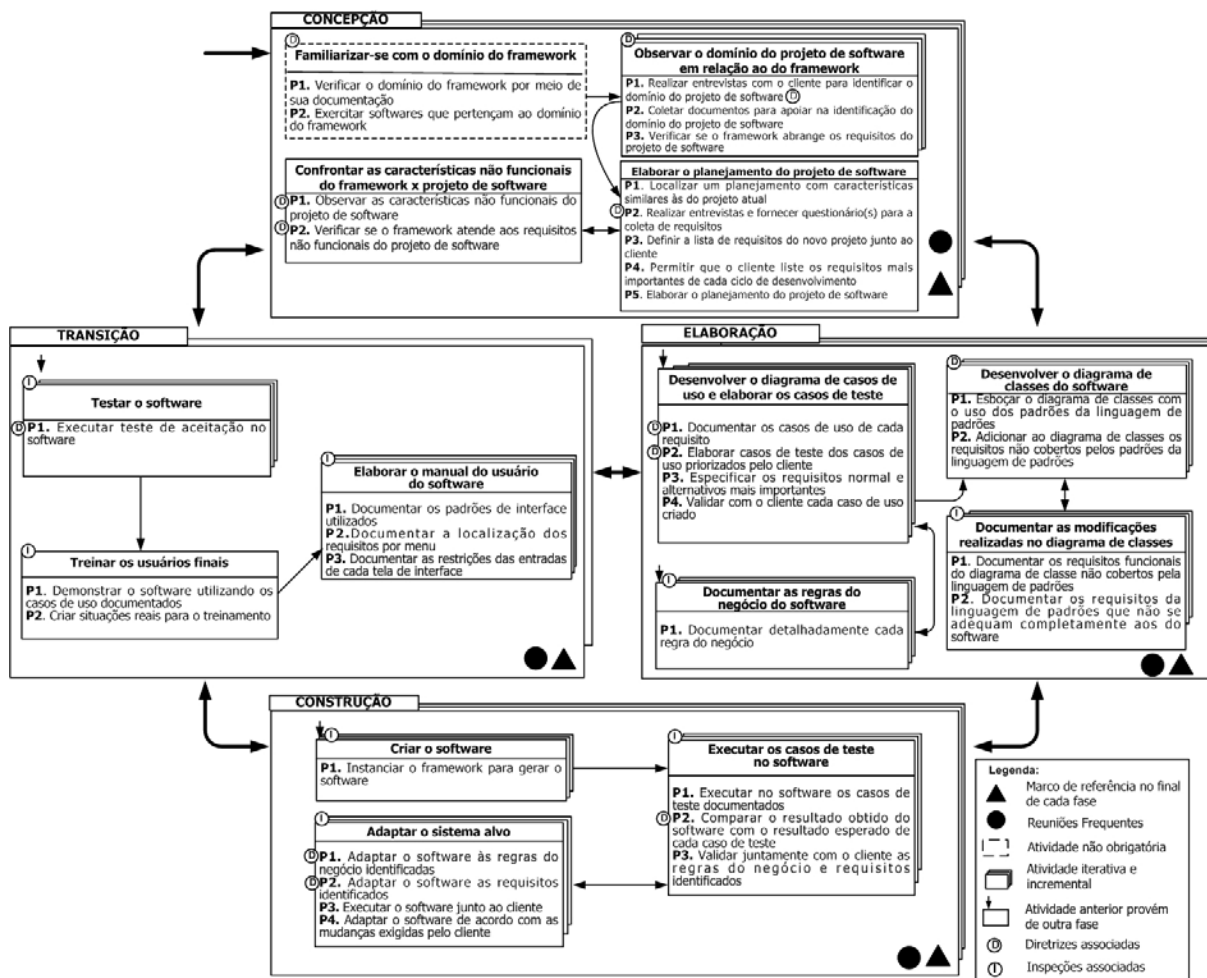 CONCEPÇÃO
D
Familiarizar-se com o domínio do framework
P1. Verificar o domínio do framework por meio de
sua documentação
P2. Exercitar softwares que pertençam ao domínio
do framework
D
Observar o domínio do projeto de software
em relação ao do framework
P1. Realizar entrevistas com o cliente para identificar o
domínio do projeto de software D
P2. Coletar documentos para apoiar na identificação do
domínio do projeto de software
P3. Verificar se o framework abrange os requisitos do
projeto de software
Confrontar as características não funcionais
do framework x projeto de software
D P1. Observar as características não funcionais do
projeto de software
D P2. Verificar se o framework atende aos requisitos
não funcionais do projeto de software
Elaborar o planejamento do projeto de software
P1. Localizar um planejamento com características
similares às do projeto atual
D P2. Realizar entrevistas e fornecer questionário(s) para a
coleta de requisitos
P3. Definir a lista de requisitos do novo projeto junto ao
cliente
P4. Permitir que o cliente liste os requisitos mais
importantes de cada ciclo de desenvolvimento
P5. Elaborar o planejamento do projeto de software
TRANSIÇÃO
I
Testar o software
D P1. Executar teste de aceitação no
software
I
Elaborar o manual do usuário
do software
P1. Documentar os padrões de interface
utilizados
P2.Documentar a localização dos
requisitos por menu
P3. Documentar as restrições das entradas
de cada tela de interface
I
Treinar os usuários finais
P1. Demonstrar o software utilizando os
casos de uso documentados
P2. Criar situações reais para o treinamento
ELABORAÇÃO
Desenvolver o diagrama de casos de
uso e elaborar os casos de teste
D P1. Documentar os casos de uso de cada
requisito
D P2. Elaborar casos de teste dos casos de
uso priorizados pelo cliente
P3. Especificar os requisitos normal e
alternativos mais importantes
P4. Validar com o cliente cada caso de uso
criado
D
Desenvolver o diagrama de
classes do software
P1. Esboçar o diagrama de classes com
o uso dos padrões da linguagem de
padrões
P2. Adicionar ao diagrama de classes os
requisitos não cobertos pelos padrões
da linguagem de padrões
I
Documentar as regras do
negócio do software
P1. Documentar detalhadamente cada
regra do negócio
I
Documentar as modificações
realizadas no diagrama de classes
P1. Documentar os requisitos funcionais
do diagrama de classe não cobertos pela
linguagem de padrões
P2. Documentar os requisitos da
linguagem de padrões que não se
adequam completamente aos do
software
CONSTRUÇÃO
I
Criar o software
P1. Instanciar o framework para gerar o
software
I
Executar os casos de teste
no software
P1. Executar no software os casos de
teste documentados
D P2. Comparar o resultado obtido do
software com o resultado esperado de
cada caso de teste
P3. Validar juntamente com o cliente as
regras do negócio e requisitos
identificados
I
Adaptar o sistema alvo
D P1. Adaptar o software às regras do
negócio identificadas
D P2. Adaptar o software as requisitos
identificados
P3. Executar o software junto ao cliente
P4. Adaptar o software de acordo com as
mudanças exigidas pelo cliente
Legenda:
Marco de referência no final
de cada fase
Reuniões Frequentes
Atividade não obrigatória
Atividade iterativa e
incremental
Atividade anterior provém
de outra fase
D Diretrizes associadas
I Inspeções associadas